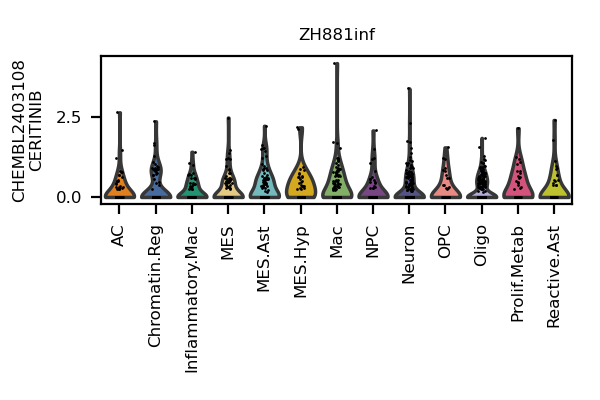 ZH881inf
CHEMBL2403108
CERITINIB
2.5
0.0
AC
Chromatin.Reg
Inflammatory.Mac
MES
MES.Ast
MES.Hyp
Mac
NPC
Neuron
OPC
Oligo
Prolif.Metab
Reactive.Ast